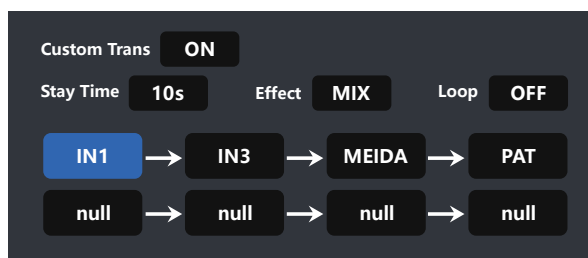 Custom Trans ON
Stay Time 10s Effect MIX Loop OFF
IN1 IN3 MEIDA PAT
null null null null